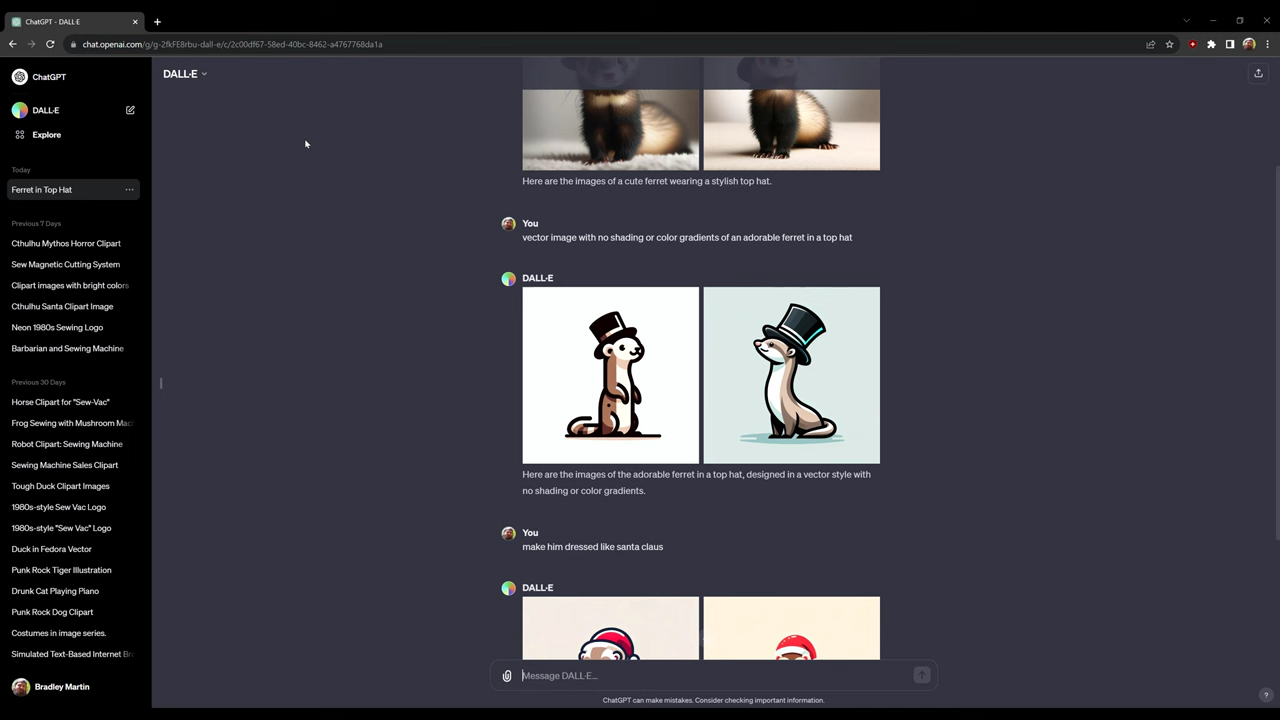 ChatGPT - DALL·E
chat.openai.com/g/g-2fkFE8rbu-dall-e/c/2c00df67-58ed-40bc-8462-a4767768da1a
ChatGPT
DALL·E
Explore
Today
Ferret in Top Hat
Previous 7 Days
Cthulhu Mythos Horror Clipart
Sew Magnetic Cutting System
Clipart images with bright colors
Cthulhu Santa Clipart Image
Neon 1980s Sewing Logo
Barbarian and Sewing Machine
Previous 30 Days
Horse Clipart for "Sew-Vac"
Frog Sewing with Mushroom Mac
Robot Clipart: Sewing Machine
Sewing Machine Sales Clipart
Tough Duck Clipart Images
1980s-style Sew Vac Logo
1980s-style "Sew Vac" Logo
Duck in Fedora Vector
Punk Rock Tiger Illustration
Drunk Cat Playing Piano
Punk Rock Dog Clipart
Costumes in image series.
Simulated Text-Based Internet Br
Bradley Martin
DALL·E
Here are the images of a cute ferret wearing a stylish top hat.
You
vector image with no shading or color gradients of an adorable ferret in a top hat
DALL·E
Here are the images of the adorable ferret in a top hat, designed in a vector style with
no shading or color gradients.
You
make him dressed like santa claus
DALL·E
Message DALL·E...
ChatGPT can make mistakes. Consider checking important information.
?